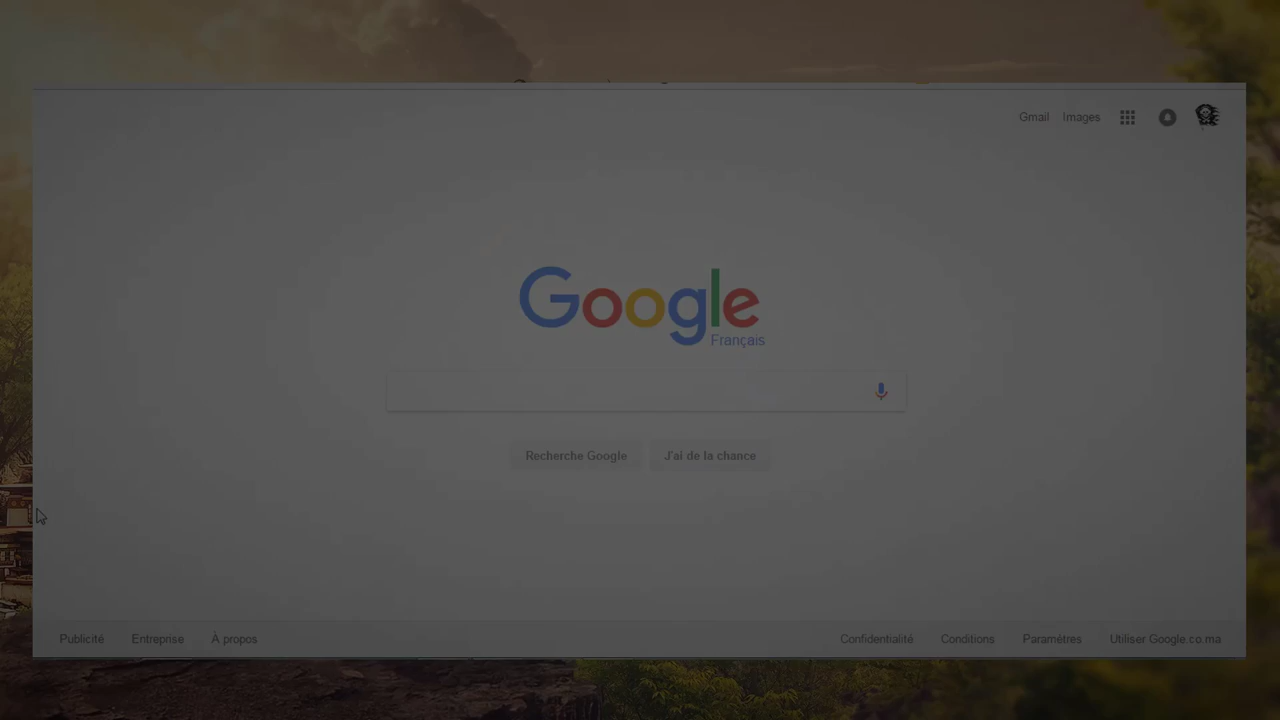 Gmail Images
Google
Français
Recherche Google J'ai de la chance
Publicité Entreprise À propos Confidentialité Conditions Paramètres Utiliser Google.co.ma